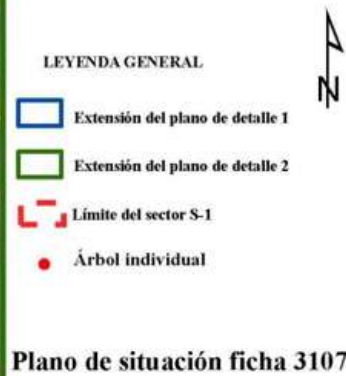 N
LEYENDA GENERAL
Extensión del plano de detalle 1
Extensión del plano de detalle 2
Límite del sector S-1
Árbol individual
Plano de situación ficha 3107